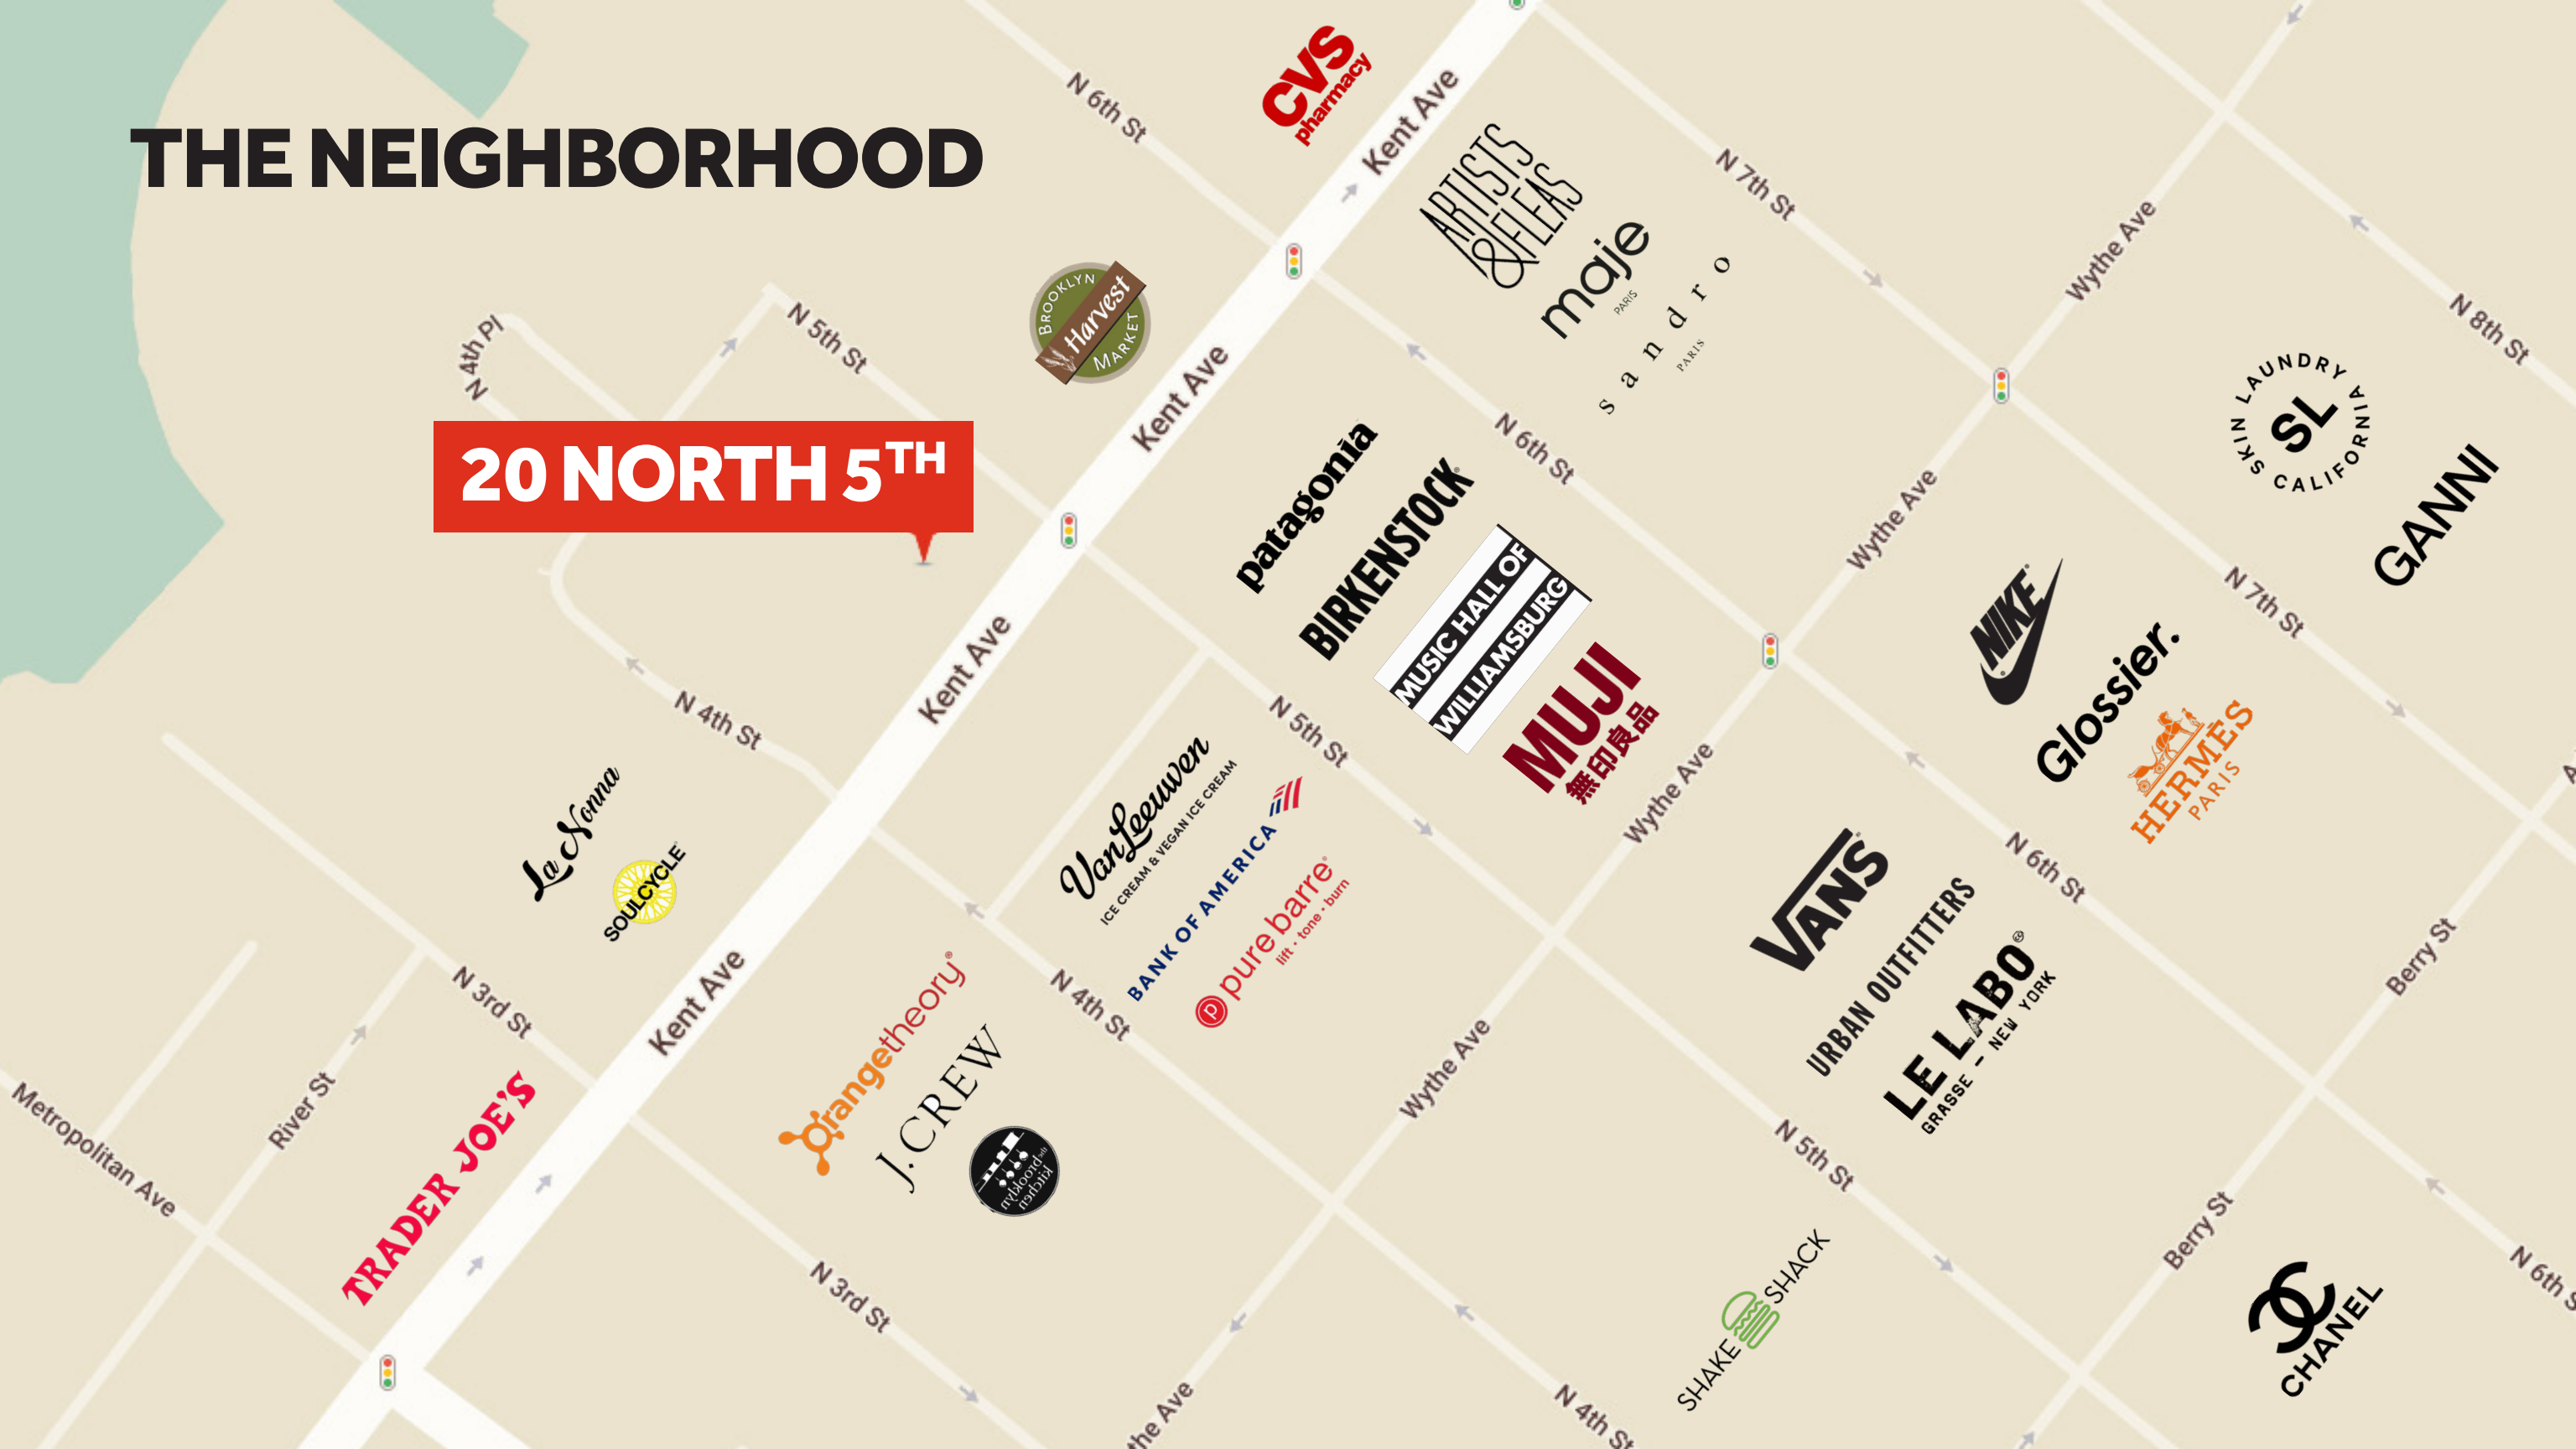 THE NEIGHBORHOOD
20 NORTH 5TH
N 6th St
CVS
pharmacy
Kent Ave
ARTISTS
&FLEAS
maje
PARIS
sandro
PARIS
N 7th St
Wythe Ave
N 8th St
BROOKLYN
Harvest
MARKET
N 5th St
N 4th Pl
Kent Ave
patagonia
BIRKENSTOCK
MUSIC HALL OF
WILLIAMSBURG
MUJI
無印良品
N 6th St
Wythe Ave
SKIN LAUNDRY CALIFORNIA
SL
GANNI
N 7th St
NIKE
Glossier.
HERMÈS
PARIS
Kent Ave
N 4th St
N 5th St
Wythe Ave
Van Leeuwen
ICE CREAM & VEGAN ICE CREAM
BANK OF AMERICA
pure barre
lift • tone • burn
La Nonna
SOULCYCLE
N 3rd St
Kent Ave
N 4th St
Wythe Ave
VANS
URBAN OUTFITTERS
LE LABO
GRASSE — NEW YORK
N 6th St
Berry St
orangetheory®
J.CREW
the
brooklyn
kitchen
Metropolitan Ave
River St
TRADER JOE'S
N 3rd St
N 5th St
Berry St
SHAKE SHACK
CHANEL
N 6th S
the Ave
N 4th St